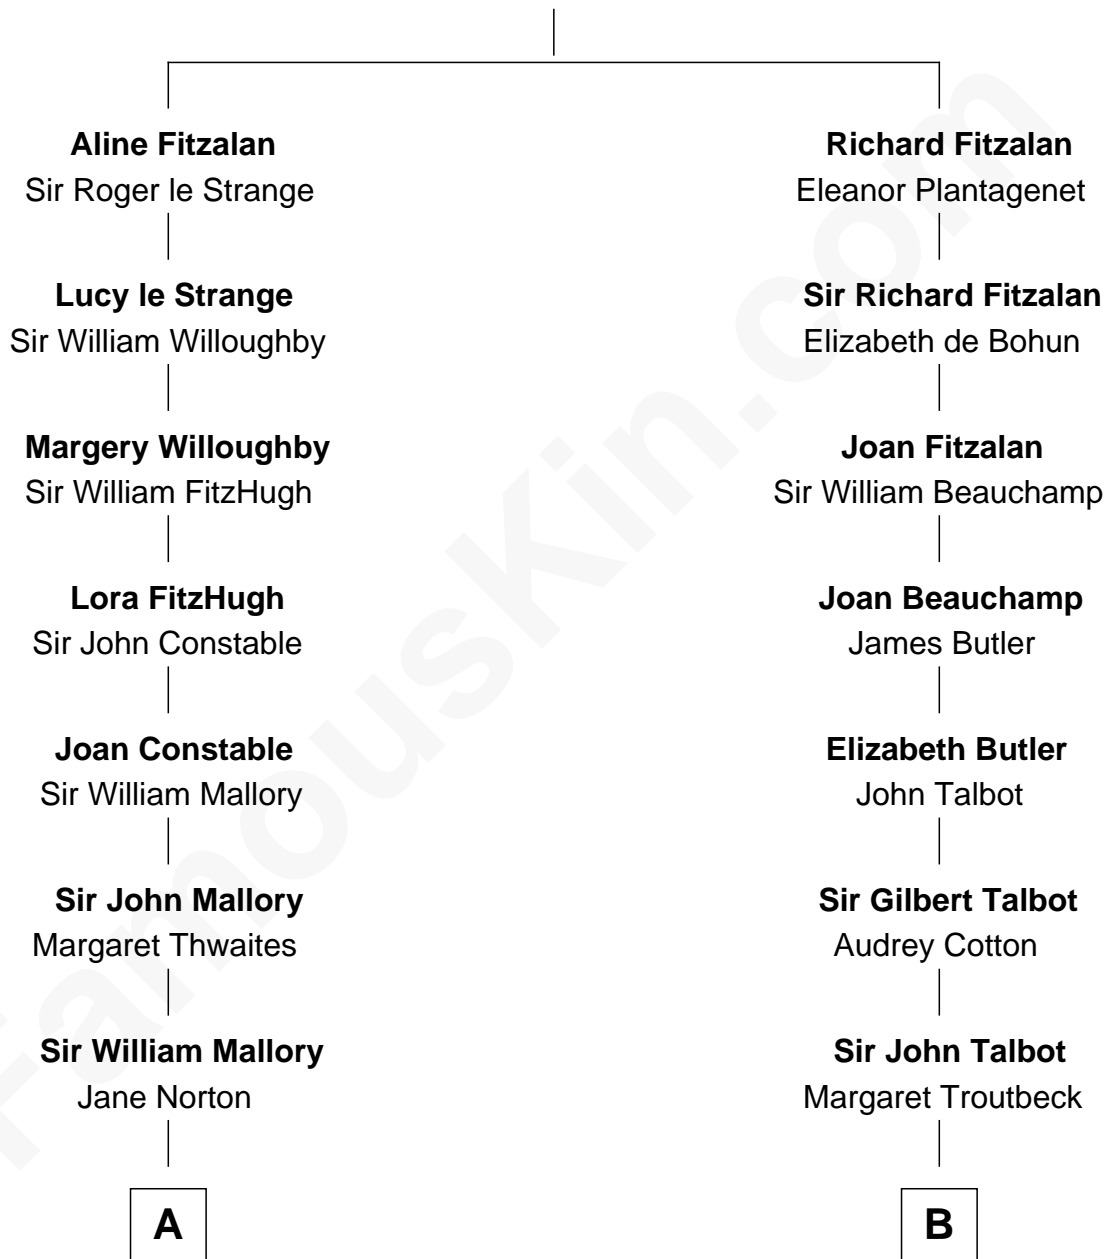 Aline Fitzalan
Sir Roger le Strange
Lucy le Strange
Sir William Willoughby
Margery Willoughby
Sir William FitzHugh
Lora FitzHugh
Sir John Constable
Joan Constable
Sir William Mallory
Sir John Mallory
Margaret Thwaites
Sir William Mallory
Jane Norton
A
Richard Fitzalan
Eleanor Plantagenet
Sir Richard Fitzalan
Elizabeth de Bohun
Joan Fitzalan
Sir William Beauchamp
Joan Beauchamp
James Butler
Elizabeth Butler
John Talbot
Sir Gilbert Talbot
Audrey Cotton
Sir John Talbot
Margaret Troutbeck
B
FamousKin.com